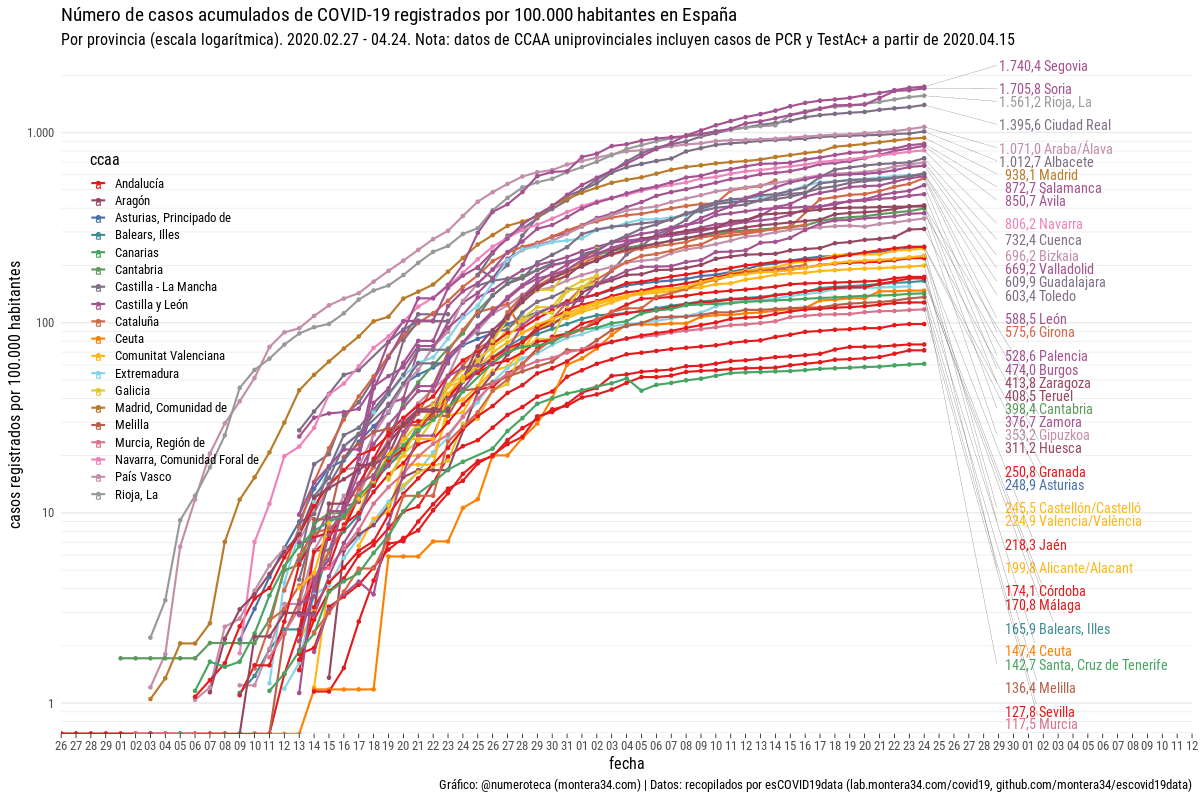 Número de casos acumulados de COVID-19 registrados por 100.000 habitantes en España
Por provincia (escala logarítmica). 2020.02.27 - 04.24. Nota: datos de CCAA uniprovinciales incluyen casos de PCR y TestAc+ a partir de 2020.04.15
casos registrados por 100.000 habitantes
1.000
100
10
1
ccaa
Andalucía
Aragón
Asturias, Principado de
Balears, Illes
Canarias
Cantabria
Castilla - La Mancha
Castilla y León
Cataluña
Ceuta
Comunitat Valenciana
Extremadura
Galicia
Madrid, Comunidad de
Melilla
Murcia, Región de
Navarra, Comunidad Foral de
País Vasco
Rioja, La
1.740,4 Segovia
1.705,8 Soria
1.561,2 Rioja, La
1.395,6 Ciudad Real
1.071,0 Araba/Álava
1.012,7 Albacete
938,1 Madrid
872,7 Salamanca
850,7 Ávila
806,2 Navarra
732,4 Cuenca
696,2 Bizkaia
669,2 Valladolid
609,9 Guadalajara
603,4 Toledo
588,5 León
575,6 Girona
528,6 Palencia
474,0 Burgos
413,8 Zaragoza
408,5 Teruel
398,4 Cantabria
376,7 Zamora
353,2 Gipuzkoa
311,2 Huesca
250,8 Granada
248,9 Asturias
245,5 Castellón/Castelló
224,9 Valencia/València
218,3 Jaén
199,8 Alicante/Alacant
174,1 Córdoba
170,8 Málaga
165,9 Balears, Illes
147,4 Ceuta
142,7 Santa, Cruz de Tenerife
136,4 Melilla
127,8 Sevilla
117,5 Murcia
26 27 28 29 01 02 03 04 05 06 07 08 09 10 11 12 13 14 15 16 17 18 19 20 21 22 23 24 25 26 27 28 29 30 31 01 02 03 04 05 06 07 08 09 10 11 12 13 14 15 16 17 18 19 20 21 22 23 24 25 26 27 28 29 30 01 02 03 04 05 06 07 08 09 10 11 12
fecha
Gráfico: @numeroteca (montera34.com) | Datos: recopilados por esCOVID19data (lab.montera34.com/covid19, github.com/montera34/escovid19data)